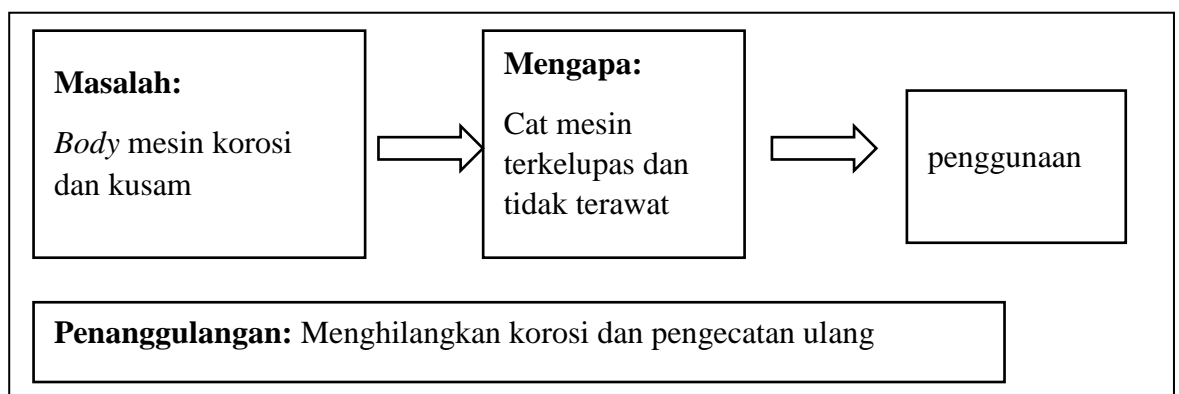 Masalah:
Body mesin korosi
dan kusam
Mengapa:
Cat mesin
terkelupas dan
tidak terawat
penggunaan
Penanggulangan: Menghilangkan korosi dan pengecatan ulang